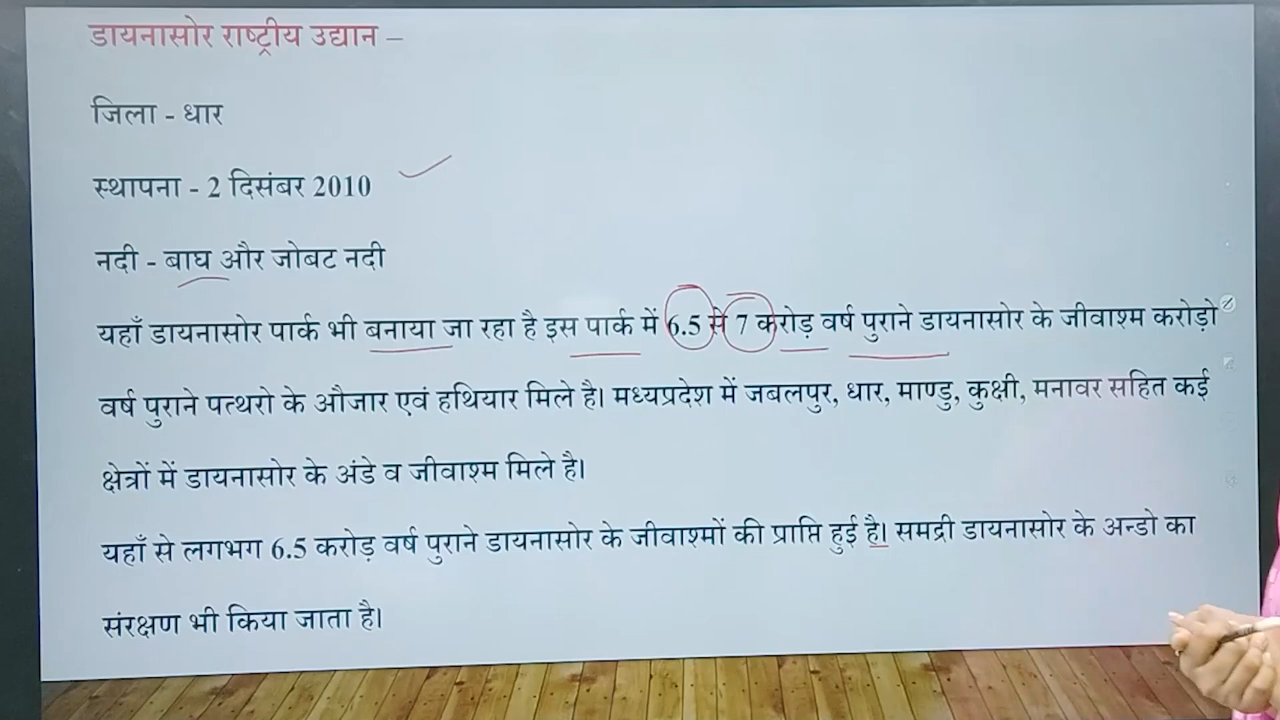 डायनासोर राष्ट्रीय उद्यान –
जिला - धार
स्थापना - 2 दिसंबर 2010
नदी - बाघ और जोबट नदी
यहाँ डायनासोर पार्क भी बनाया जा रहा है इस पार्क में 6.5 से 7 करोड़ वर्ष पुराने डायनासोर के जीवाश्म करोड़ो
वर्ष पुराने पत्थरो के औजार एवं हथियार मिले है। मध्यप्रदेश में जबलपुर, धार, माण्डु, कुक्षी, मनावर सहित कई
क्षेत्रों में डायनासोर के अंडे व जीवाश्म मिले है।
यहाँ से लगभग 6.5 करोड़ वर्ष पुराने डायनासोर के जीवाश्मों की प्राप्ति हुई है। समद्री डायनासोर के अन्डो का
संरक्षण भी किया जाता है।